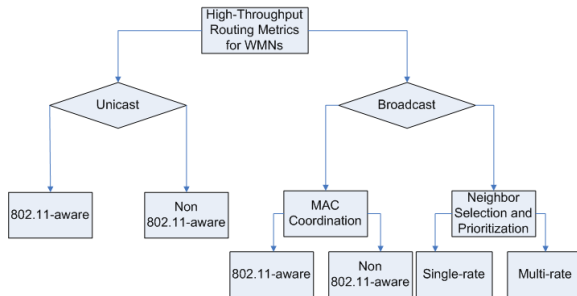 High-Throughput
Routing Metrics
for WMNs
Unicast
Broadcast
802.11-aware
Non
802.11-aware
MAC
Coordination
Neighbor
Selection and
Prioritization
802.11-aware
Non
802.11-aware
Single-rate
Multi-rate